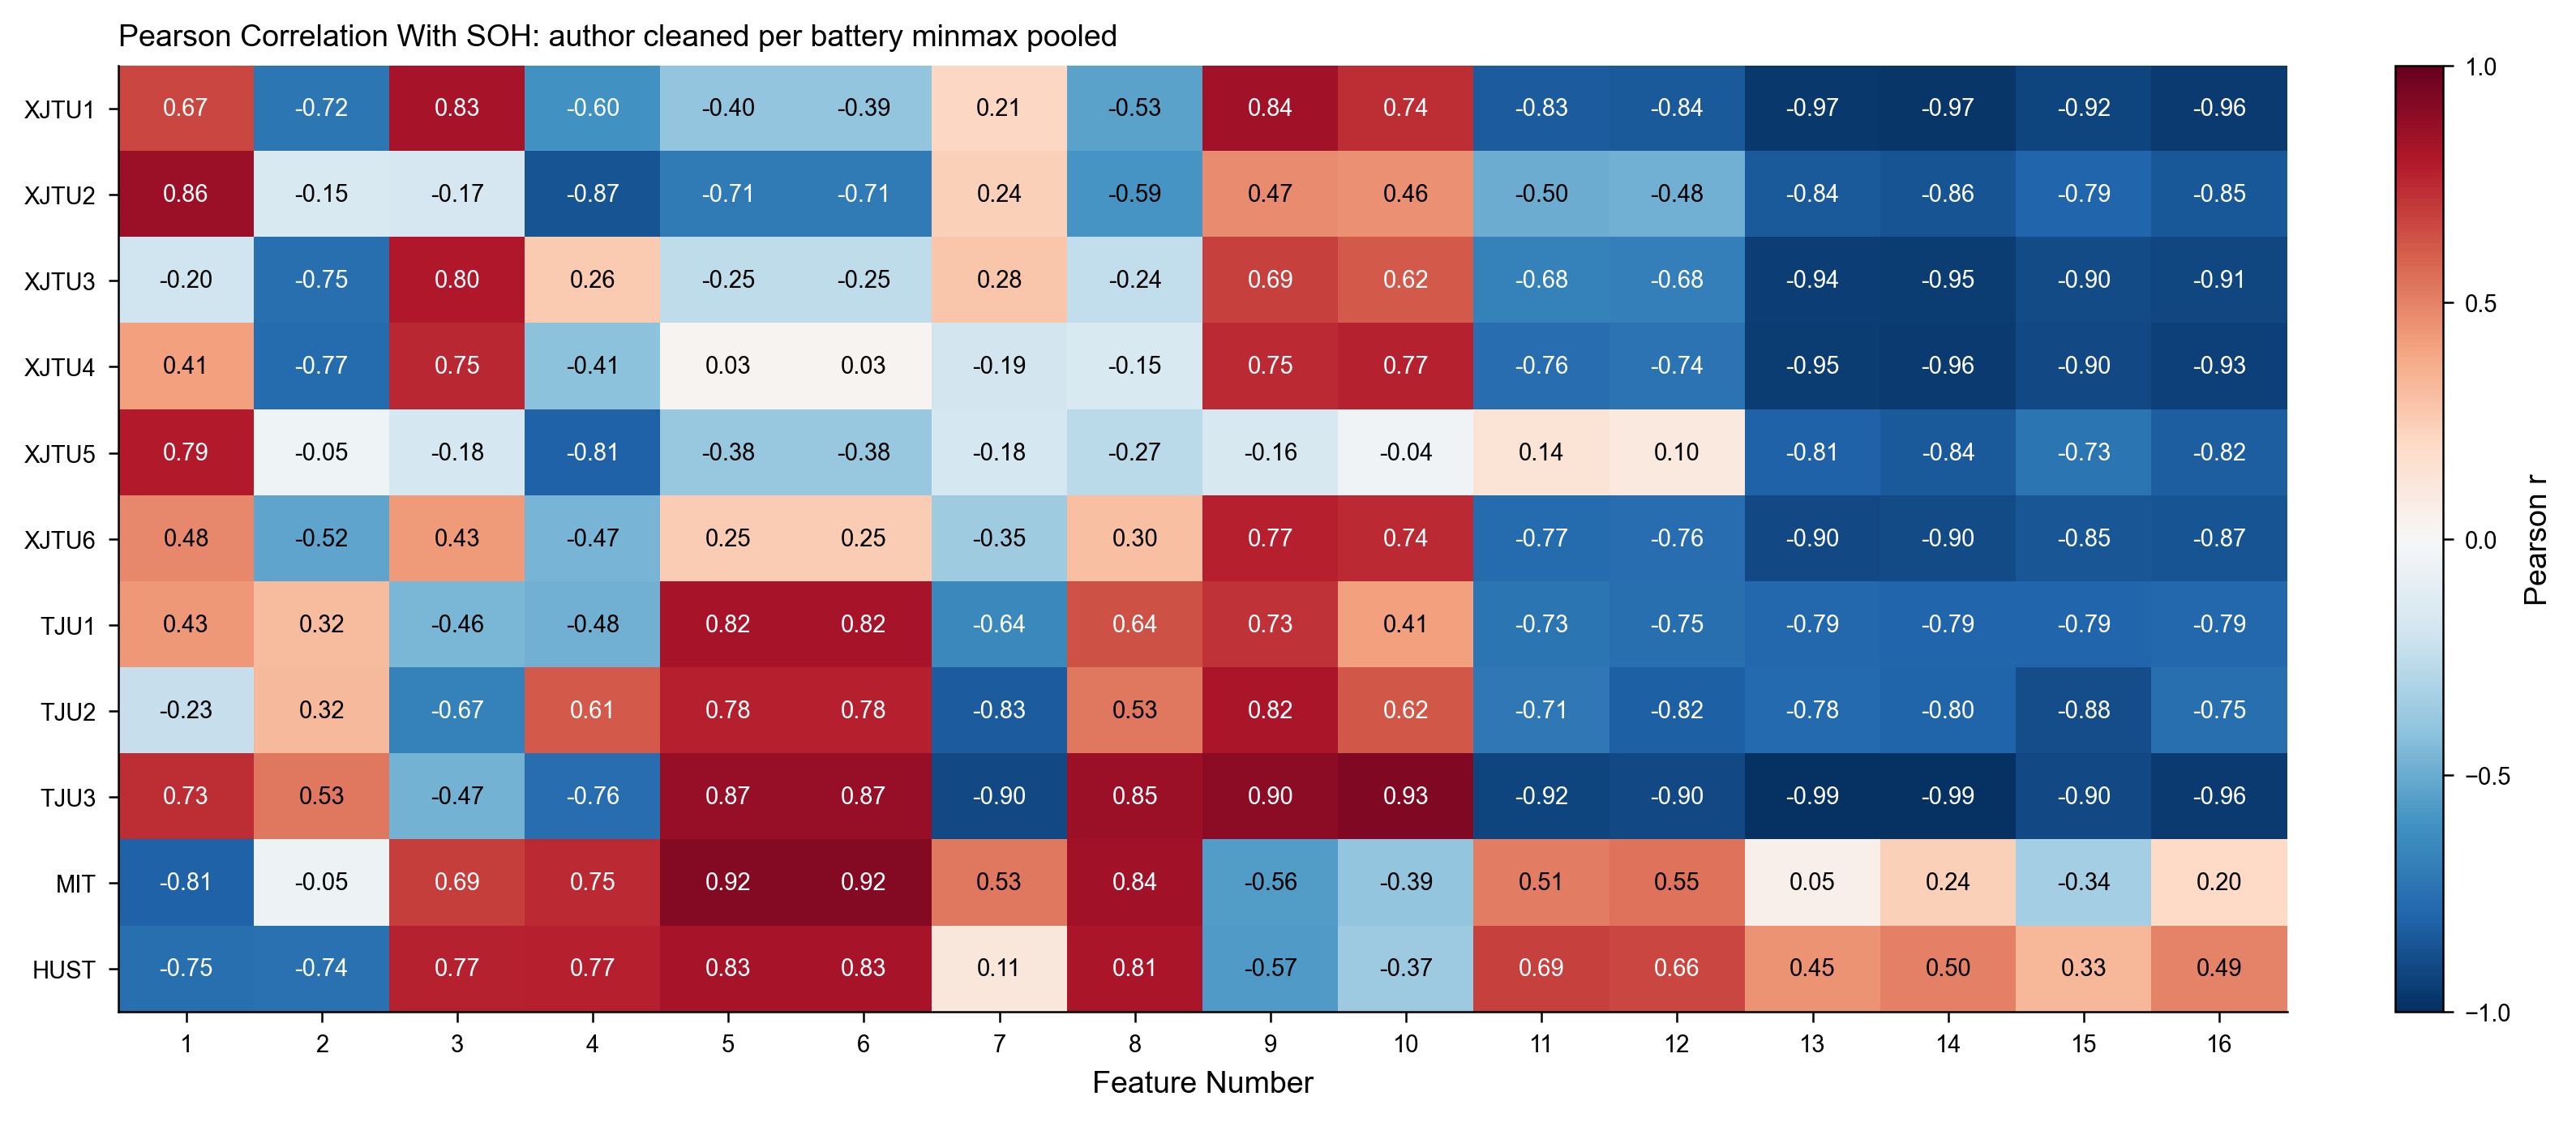 Pearson Correlation With SOH: author cleaned per battery minmax pooled
XJTU1 0.67 -0.72 0.83 -0.60 -0.40 -0.39 0.21 -0.53 0.84 0.74 -0.83 -0.84 -0.97 -0.97 -0.92 -0.96
XJTU2 0.86 -0.15 -0.17 -0.87 -0.71 -0.71 0.24 -0.59 0.47 0.46 -0.50 -0.48 -0.84 -0.86 -0.79 -0.85
XJTU3 -0.20 -0.75 0.80 0.26 -0.25 -0.25 0.28 -0.24 0.69 0.62 -0.68 -0.68 -0.94 -0.95 -0.90 -0.91
XJTU4 0.41 -0.77 0.75 -0.41 0.03 0.03 -0.19 -0.15 0.75 0.77 -0.76 -0.74 -0.95 -0.96 -0.90 -0.93
XJTU5 0.79 -0.05 -0.18 -0.81 -0.38 -0.38 -0.18 -0.27 -0.16 -0.04 0.14 0.10 -0.81 -0.84 -0.73 -0.82
XJTU6 0.48 -0.52 0.43 -0.47 0.25 0.25 -0.35 0.30 0.77 0.74 -0.77 -0.76 -0.90 -0.90 -0.85 -0.87
TJU1 0.43 0.32 -0.46 -0.48 0.82 0.82 -0.64 0.64 0.73 0.41 -0.73 -0.75 -0.79 -0.79 -0.79 -0.79
TJU2 -0.23 0.32 -0.67 0.61 0.78 0.78 -0.83 0.53 0.82 0.62 -0.71 -0.82 -0.78 -0.80 -0.88 -0.75
TJU3 0.73 0.53 -0.47 -0.76 0.87 0.87 -0.90 0.85 0.90 0.93 -0.92 -0.90 -0.99 -0.99 -0.90 -0.96
MIT -0.81 -0.05 0.69 0.75 0.92 0.92 0.53 0.84 -0.56 -0.39 0.51 0.55 0.05 0.24 -0.34 0.20
HUST -0.75 -0.74 0.77 0.77 0.83 0.83 0.11 0.81 -0.57 -0.37 0.69 0.66 0.45 0.50 0.33 0.49
1 2 3 4 5 6 7 8 9 10 11 12 13 14 15 16
Feature Number
1.0
0.5
0.0
−0.5
−1.0
Pearson r